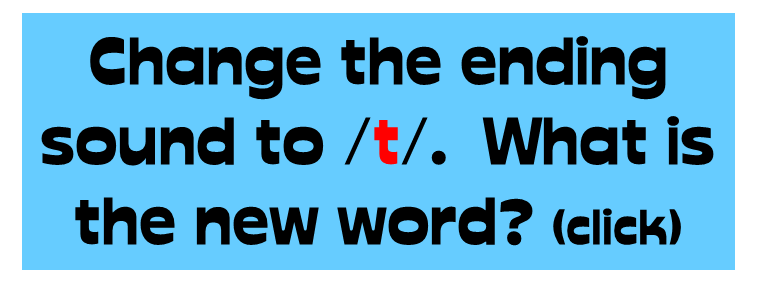 Change the ending
sound to /t/. What is
the new word? (click)